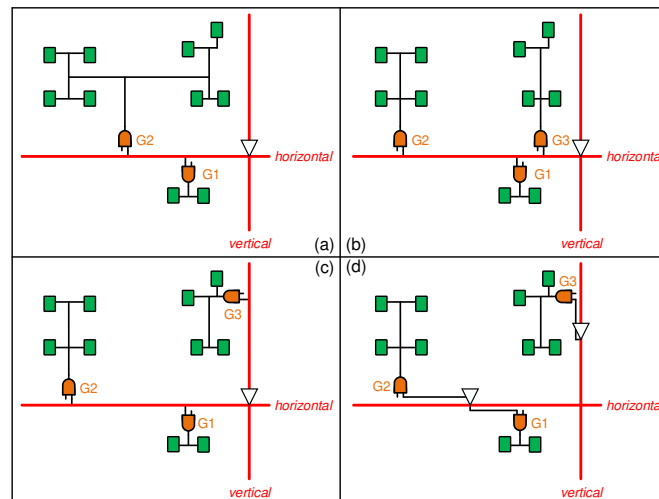 G2
horizontal
G1
vertical
(a)
G2
G3
horizontal
G1
vertical
(b)
(c)
G3
G2
horizontal
G1
vertical
(d)
G3
G2
horizontal
G1
vertical